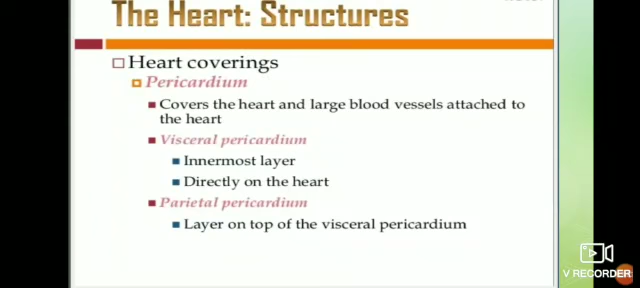 The Heart: Structures
Heart coverings
Pericardium
Covers the heart and large blood vessels attached to
the heart
Visceral pericardium
Innermost layer
Directly on the heart
Parietal pericardium
Layer on top of the visceral pericardium
V RECORDER